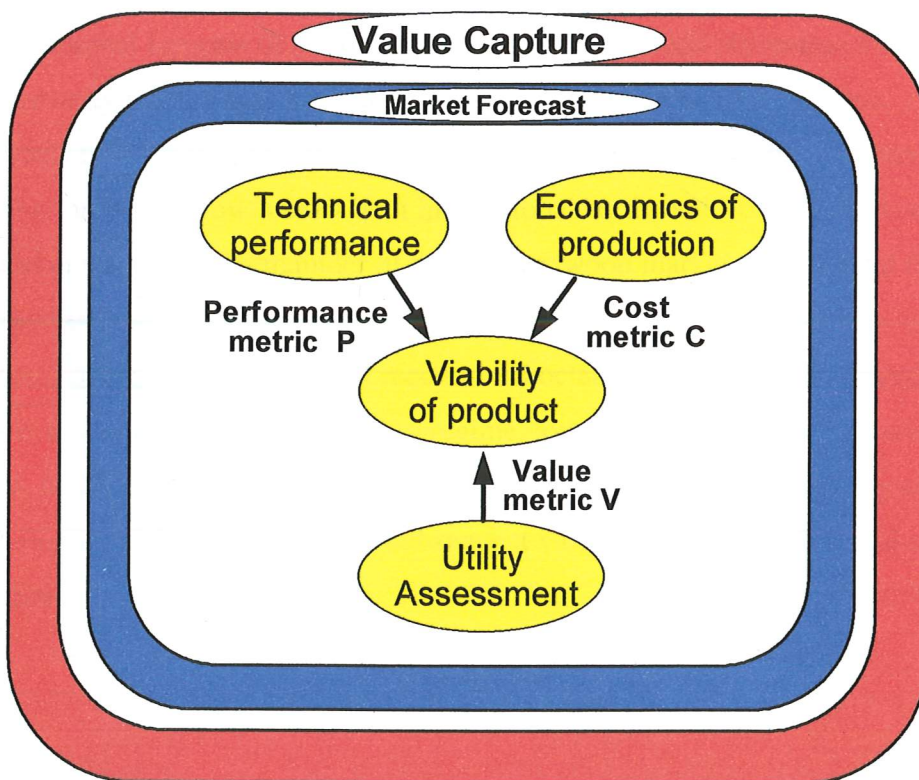 Value Capture
Market Forecast
Technical
performance
Economics of
production
Performance
metric P
Cost
metric C
Viability
of product
Value
metric V
Utility
Assessment